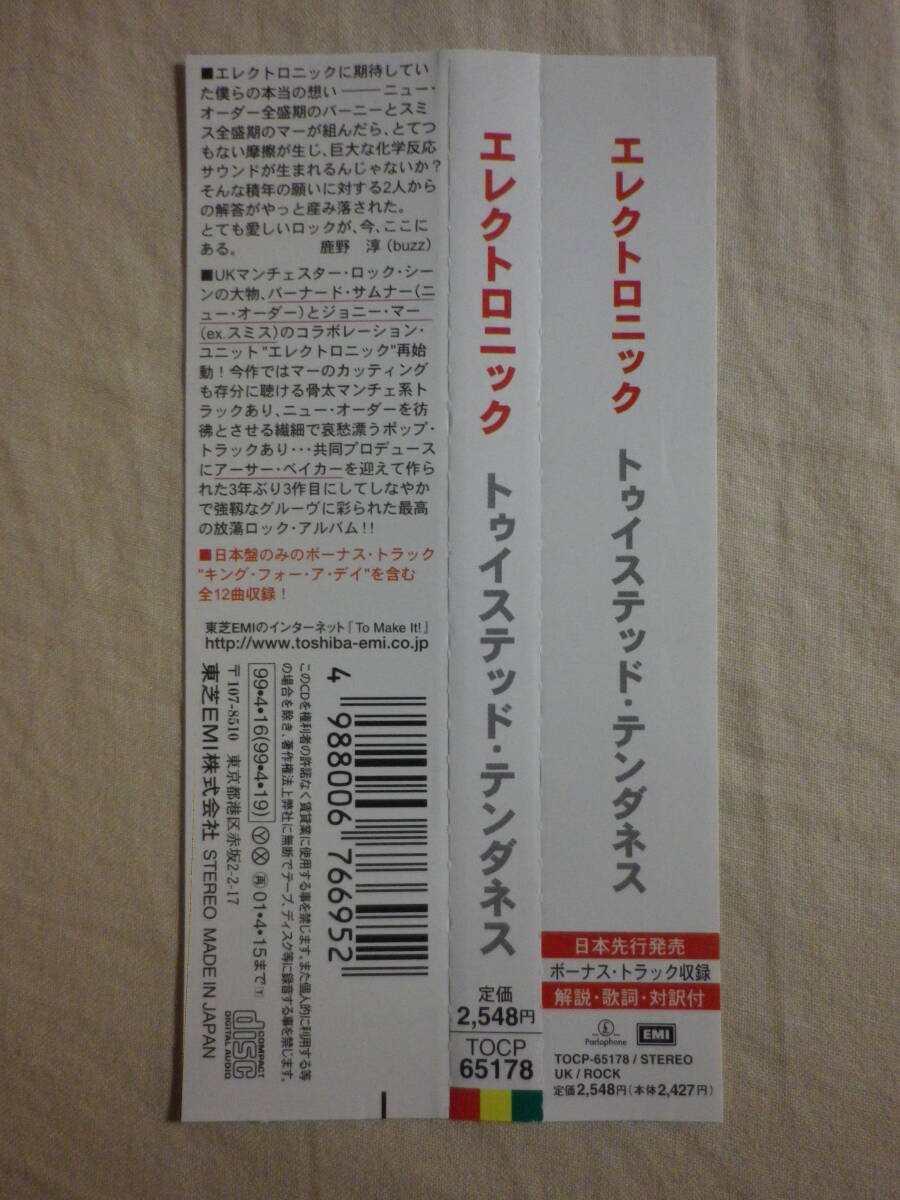 ■エレクトロニックに期待してい
た僕らの本当の想い ――― ニュー・
オーダー全盛期のバーニーとスミ
ス全盛期のマーが組んだら、とてつ
もない摩擦が生じ、巨大な化学反応
サウンドが生まれるんじゃないか?
そんな積年の願いに対する2人から
の解答がやっと産み落された。
とても愛しいロックが、今、ここに
ある。 鹿野 淳(buzz)
■UKマンチェスター・ロック・シー
ンの大物、バーナード・サムナー(ニ
ュー・オーダー)とジョニー・マー
(ex.スミス)のコラボレーション・
ユニット"エレクトロニック"再始
動!今作ではマーのカッティング
も存分に聴ける骨太マンチェ系ト
ラックあり、ニュー・オーダーを彷
彿とさせる繊細で哀愁漂うポップ・
トラックあり・・・共同プロデュース
にアーサー・ベイカーを迎えて作ら
れた3年ぶり3作目にしてしなやか
で強靱なグルーヴに彩られた最高
の放蕩ロック・アルバム!!
■日本盤のみのボーナス・トラック
"キング・フォー・ア・デイ"を含む
全12曲収録!
東芝EMIのインターネット『To Make It!』
http://www.toshiba-emi.co.jp
4 988006 766952
このCDを権利者の許諾なく賃貸業に使用する事を禁じます。また個人的に利用する等
の場合を除き、著作権法上弊社に無断でテープ、ディスク等に録音する事を禁じます。
99•4•16(99•4•19) Ⓨ Ⓧ ㊕ 01•4•15まで
〒107-8510 東京都港区赤坂2-2-17
東芝EMI株式会社 STEREO MADE IN JAPAN
COMPACT
disc
DIGITAL AUDIO
エレクトロニック トゥイステッド・テンダネス
定価
2,548円
TOCP
65178
エレクトロニック トゥイステッド・テンダネス
日本先行発売
ボーナス・トラック収録
解説・歌詞・対訳付
Parlophone
EMI
TOCP-65178 / STEREO
UK / ROCK
定価2,548円(本体2,427円)